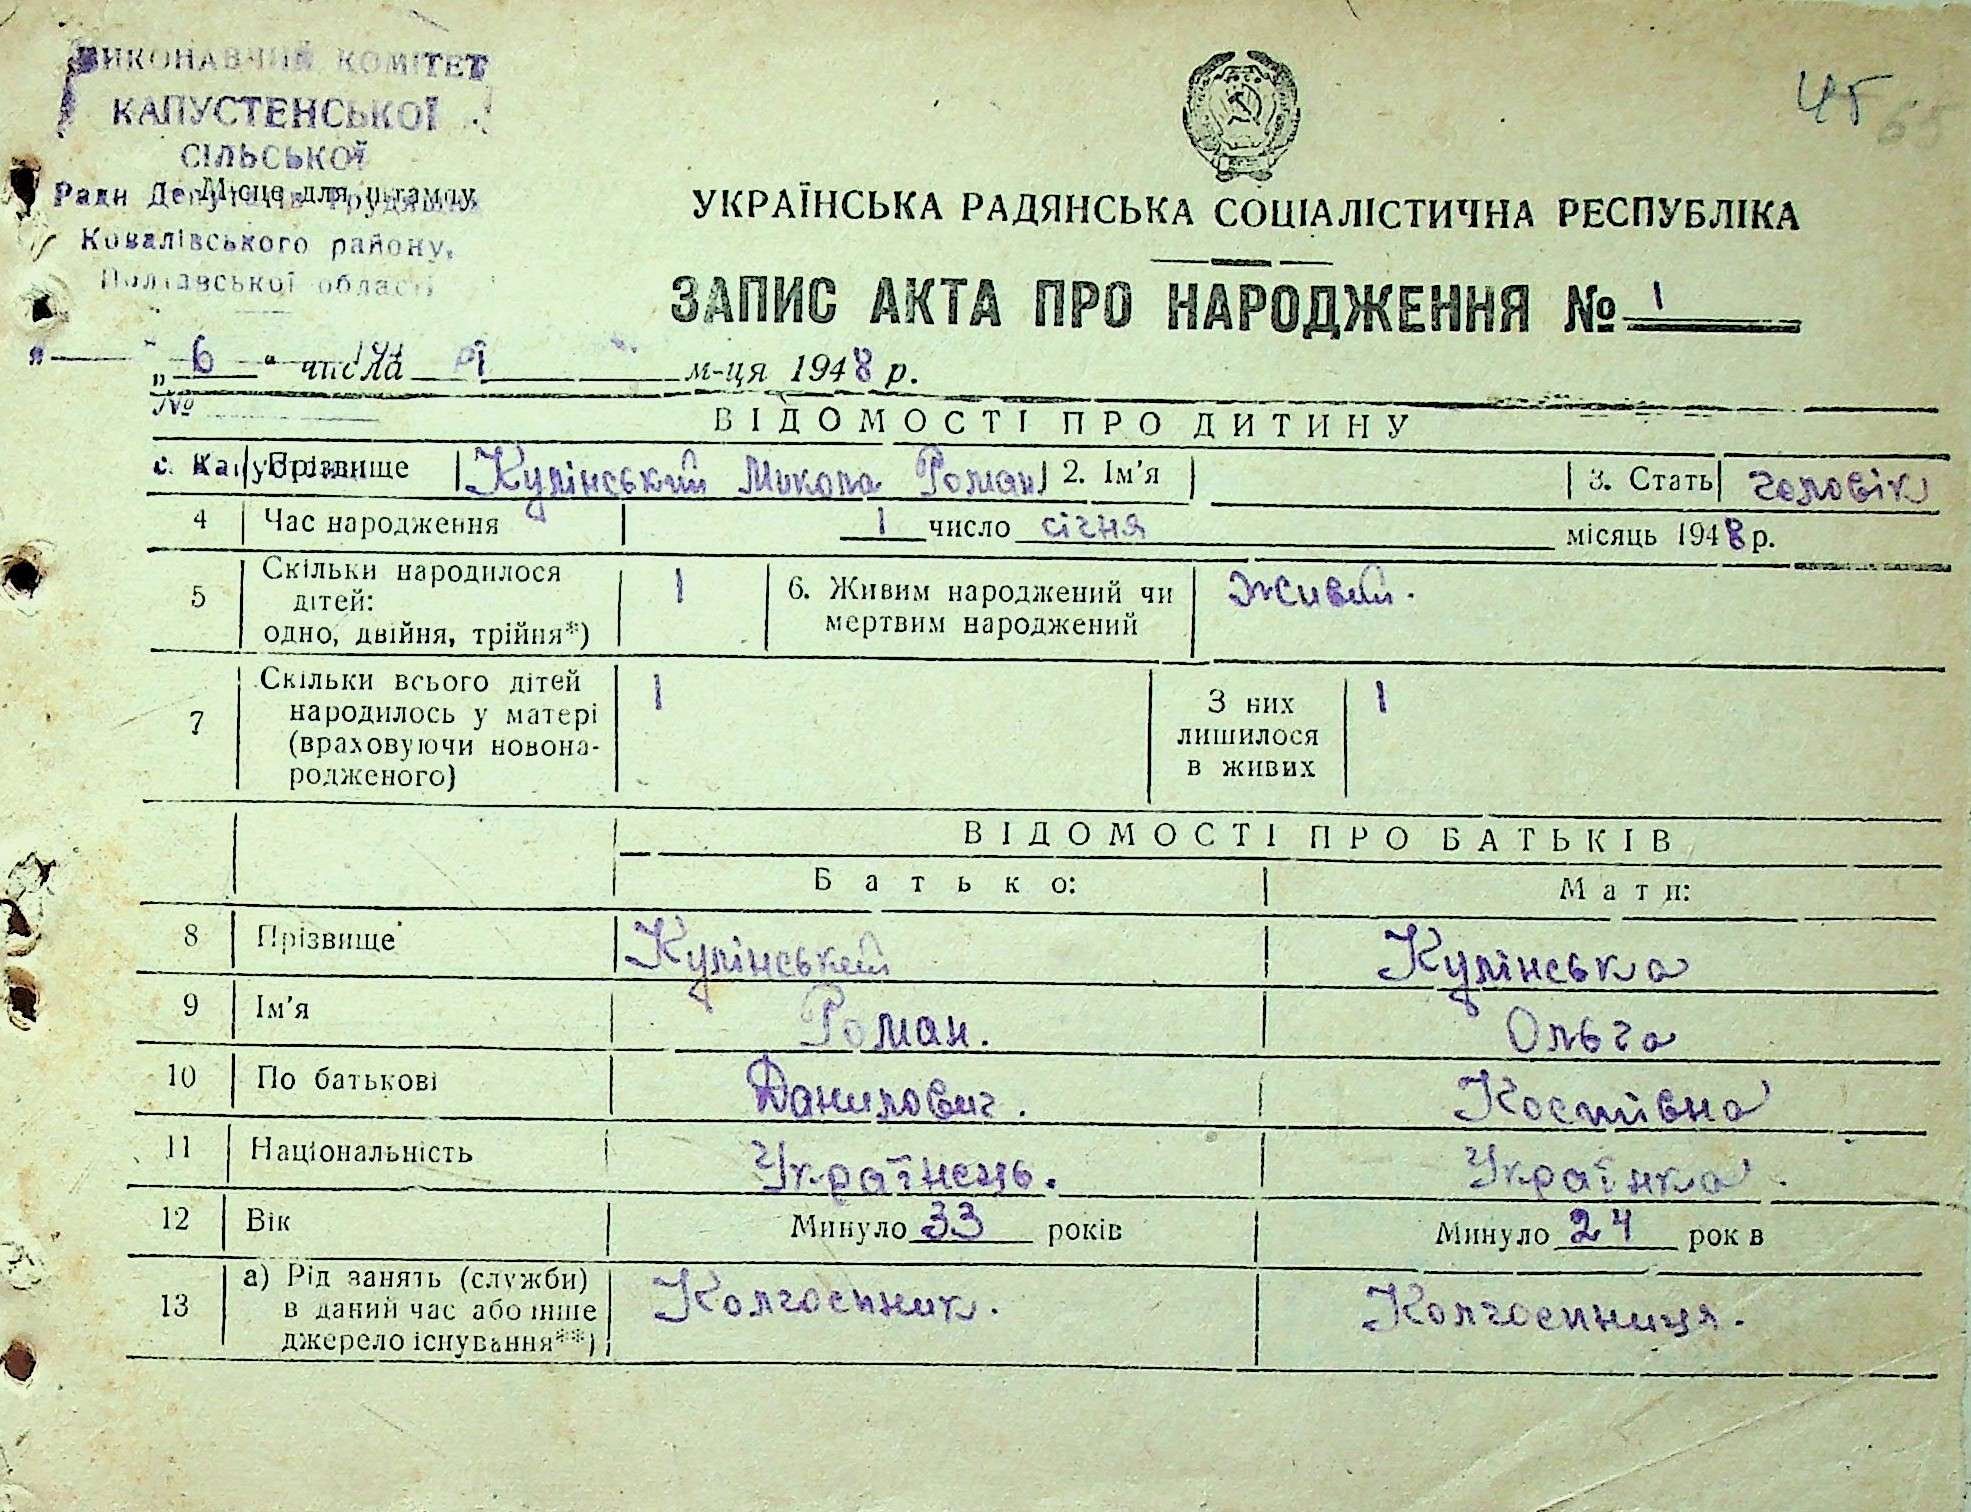 ВИКОНАВЧИЙ КОМІТЕТ
КАПУСТЕНСЬКОЇ
СІЛЬСЬКОЇ
Ради Депутатів Трудящих
Місце для штампу
Ковалівського району,
Полтавської області
45 65
УКРАЇНСЬКА РАДЯНСЬКА СОЦІАЛІСТИЧНА РЕСПУБЛІКА
ЗАПИС АКТА ПРО НАРОДЖЕННЯ № 1
„ 6 “ числа І м-ця 1948 р.
№
ВІДОМОСТІ ПРО ДИТИНУ
с. Капустинці
Прізвище Кулінський Микола Роман 2. Ім'я 3. Стать чоловік
4 Час народження 1 число січня місяць 1948 р.
5 Скільки народилося дітей: одно, двійня, трійня*) 1 6. Живим народжений чи мертвим народжений Живий.
7 Скільки всього дітей народилось у матері (враховуючи новонародженого) 1 З них лишилося в живих 1
ВІДОМОСТІ ПРО БАТЬКІВ
Батько: Мати:
8 Прізвище Кулінський Кулінська
9 Ім'я Роман. Ольга
10 По батькові Данилович. Костівна
11 Національність Українець. Українка.
12 Вік Минуло 33 років Минуло 24 рок в
13 а) Рід занять (служби) в даний час або інше джерело існування**) Колгоспник. Колгоспниця.